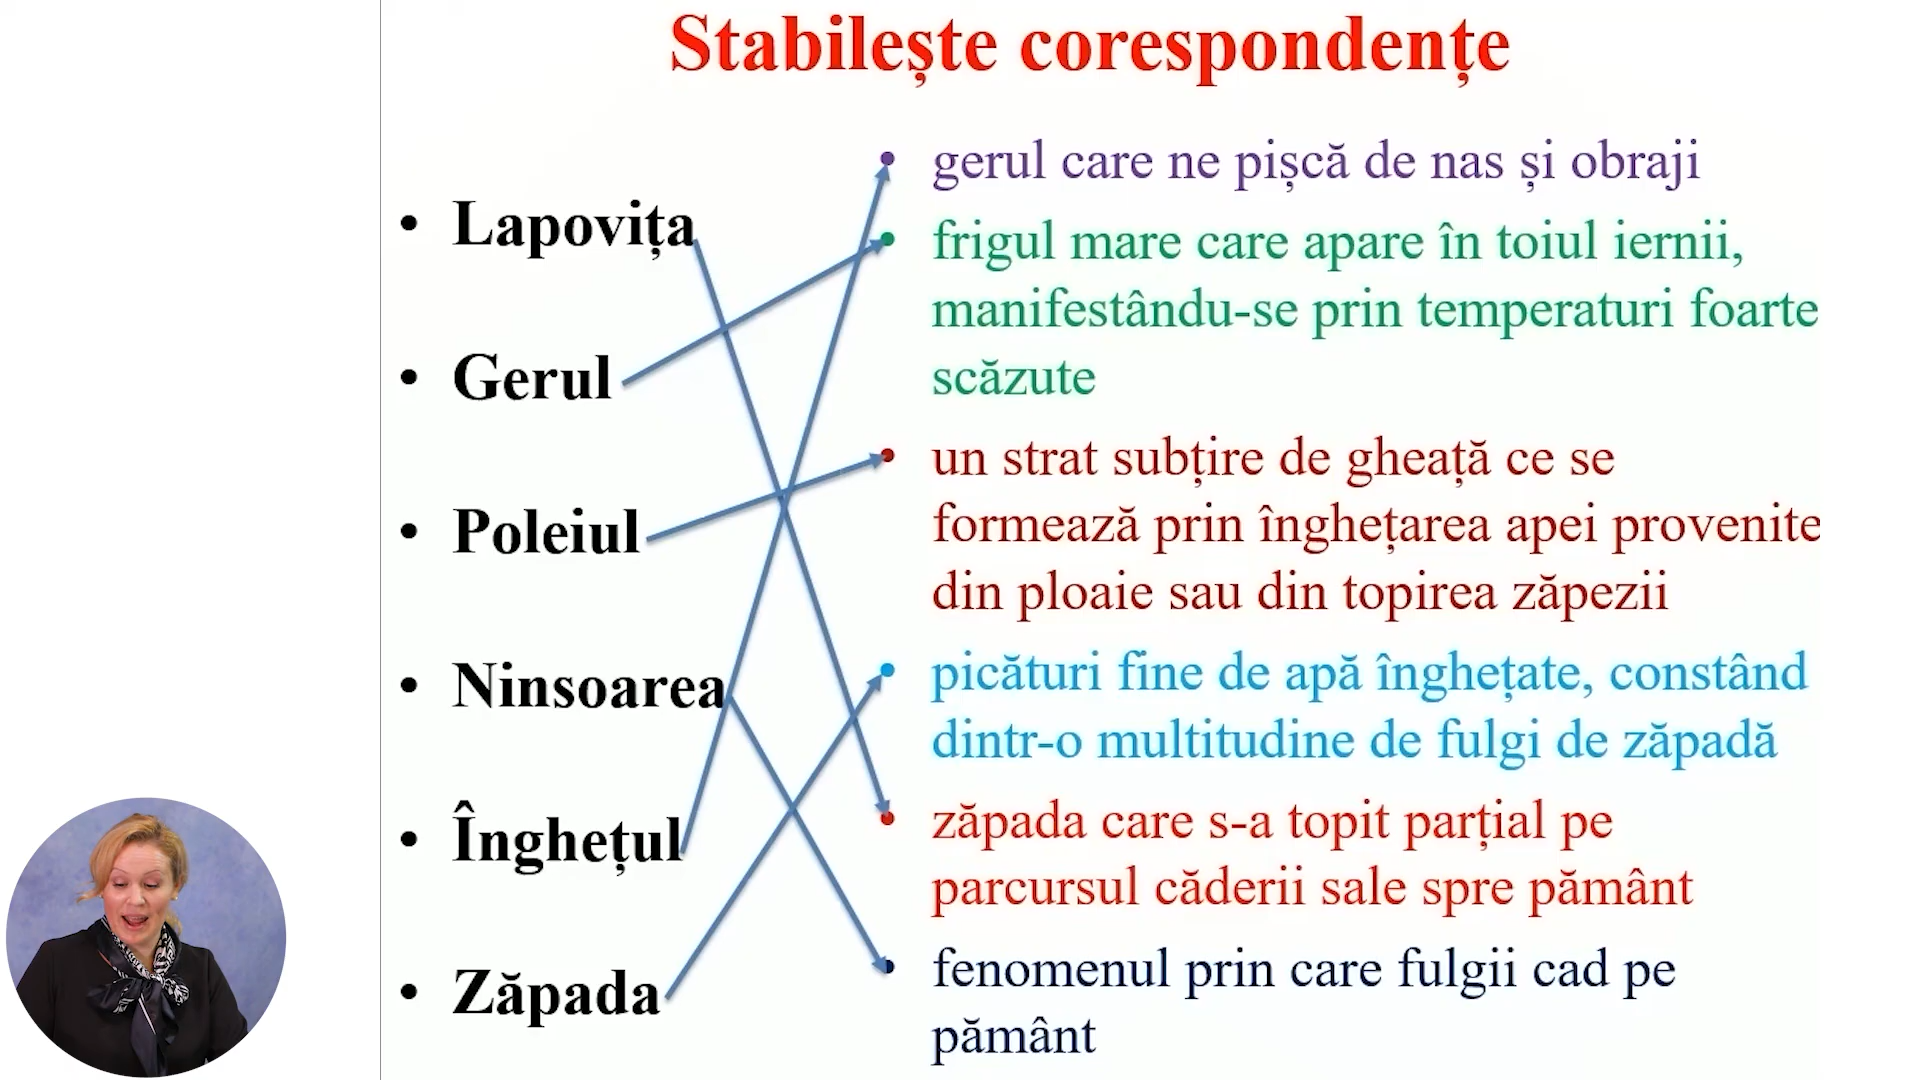 Stabilește corespondențe
• Lapovița
• Gerul
• Poleiul
• Ninsoarea
• Înghețul
• Zăpada
• gerul care ne pișcă de nas și obraji
• frigul mare care apare în toiul iernii,
manifestându-se prin temperaturi foarte
scăzute
• un strat subțire de gheață ce se
formează prin înghețarea apei provenite
din ploaie sau din topirea zăpezii
• picături fine de apă înghețate, constând
dintr-o multitudine de fulgi de zăpadă
• zăpada care s-a topit parțial pe
parcursul căderii sale spre pământ
• fenomenul prin care fulgii cad pe
pământ